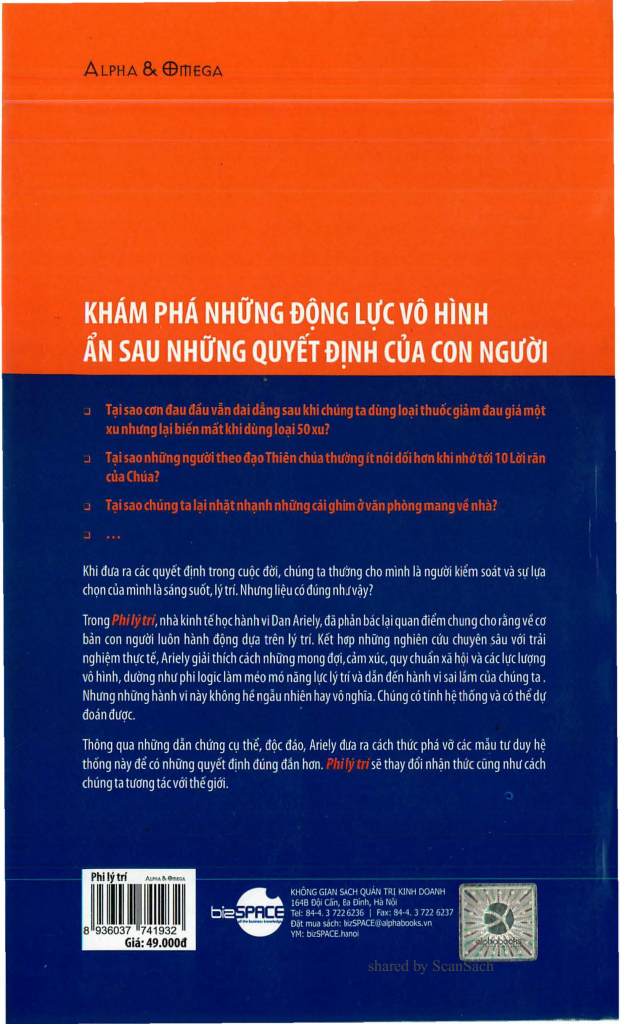 ALPHA & OMEGA
KHÁM PHÁ NHỮNG ĐỘNG LỰC VÔ HÌNH
ẨN SAU NHỮNG QUYẾT ĐỊNH CỦA CON NGƯỜI
Tại sao cơn đau đầu vẫn dai dẳng sau khi chúng ta dùng loại thuốc giảm đau giá một
xu nhưng lại biến mất khi dùng loại 50 xu?
Tại sao những người theo đạo Thiên chúa thường ít nói dối hơn khi nhớ tới 10 Lời răn
của Chúa?
Tại sao chúng ta lại nhặt nhạnh những cái ghim ở văn phòng mang về nhà?
...
Khi đưa ra các quyết định trong cuộc đời, chúng ta thường cho mình là người kiểm soát và sự lựa
chọn của mình là sáng suốt, lý trí. Nhưng liệu có đúng như vậy?
Trong Phi lý trí, nhà kinh tế học hành vi Dan Ariely, đã phản bác lại quan điểm chung cho rằng về cơ
bản con người luôn hành động dựa trên lý trí. Kết hợp những nghiên cứu chuyên sâu với trải
nghiệm thực tế, Ariely giải thích cách những mong đợi, cảm xúc, quy chuẩn xã hội và các lực lượng
vô hình, dường như phi logic làm méo mó năng lực lý trí và dẫn đến hành vi sai lầm của chúng ta .
Nhưng những hành vi này không hề ngẫu nhiên hay vô nghĩa. Chúng có tính hệ thống và có thể dự
đoán được.
Thông qua những dẫn chứng cụ thể, độc đáo, Ariely đưa ra cách thức phá vỡ các mẫu tư duy hệ
thống này để có những quyết định đúng đắn hơn. Phi lý trí sẽ thay đổi nhận thức cũng như cách
chúng ta tương tác với thế giới.
Phi lý trí ALPHA & OMEGA
8 936037 741932
Giá: 49.000đ
bizSPACE
all the business knowledge
KHÔNG GIAN SÁCH QUẢN TRỊ KINH DOANH
164B Đội Cấn, Ba Đình, Hà Nội
Tel: 84-4. 3 722 6236 | Fax: 84-4. 3 722 6237
Đặt mua sách: bizSPACE@alphabooks.vn
YM: bizSPACE.hanoi
alphabooks
shared by ScanSach